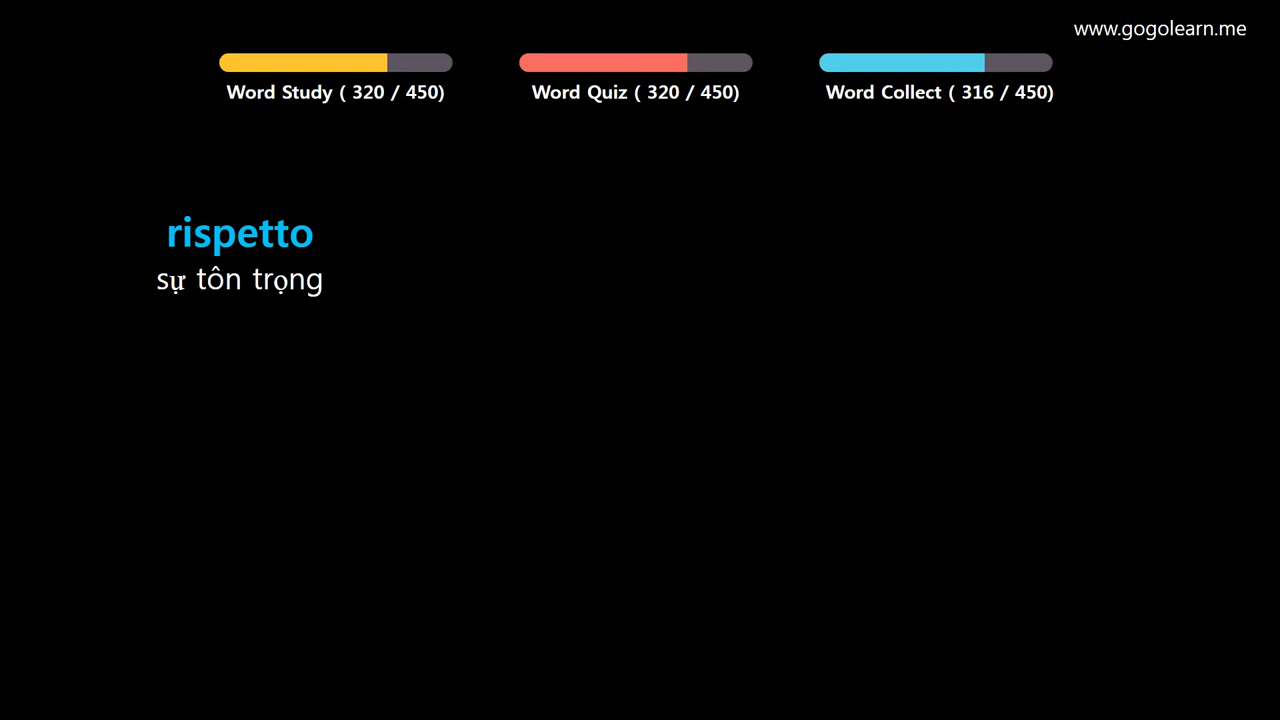 www.gogolearn.me
Word Study ( 320 / 450)
Word Quiz ( 320 / 450)
Word Collect ( 316 / 450)
rispetto
sự tôn trọng